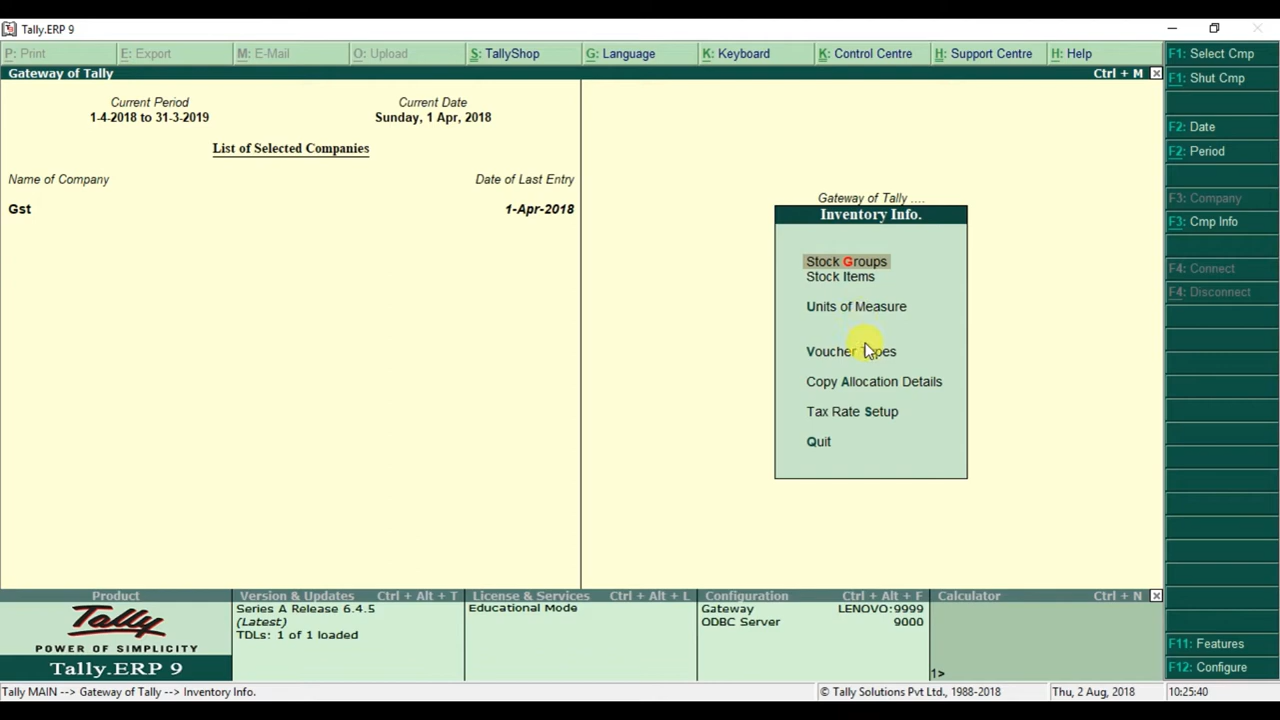 Tally.ERP 9
P: Print
E: Export
M: E-Mail
O: Upload
S: TallyShop
G: Language
K: Keyboard
K: Control Centre
H: Support Centre
H: Help
F1: Select Cmp
Gateway of Tally
Ctrl + M
F1: Shut Cmp
Current Period
Current Date
1-4-2018 to 31-3-2019
Sunday, 1 Apr, 2018
F2: Date
List of Selected Companies
F2: Period
Name of Company
Date of Last Entry
Gateway of Tally ....
F3: Company
Gst
1-Apr-2018
Inventory Info.
F3: Cmp Info
Stock Groups
Stock Items
F4: Connect
F4: Disconnect
Units of Measure
Voucher Types
Copy Allocation Details
Tax Rate Setup
Quit
Product
Version & Updates
Ctrl + Alt + T
License & Services
Ctrl + Alt + L
Configuration
Ctrl + Alt + F
Calculator
Ctrl + N
Tally
POWER OF SIMPLICITY
Tally.ERP 9
Series A Release 6.4.5
(Latest)
TDLs: 1 of 1 loaded
Educational Mode
Gateway
LENOVO:9999
ODBC Server
9000
1>
F11: Features
F12: Configure
Tally MAIN --> Gateway of Tally --> Inventory Info.
© Tally Solutions Pvt Ltd., 1988-2018
Thu, 2 Aug, 2018
10:25:40